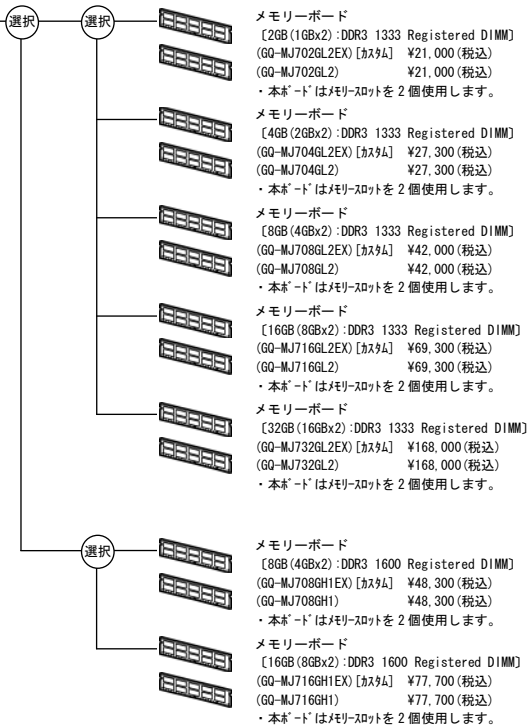 選択
選択
メモリーボード
〔2GB(1GBx2):DDR3 1333 Registered DIMM〕
(GQ-MJ702GL2EX)[ｶｽﾀﾑ] ¥21,000(税込)
(GQ-MJ702GL2) ¥21,000(税込)
・本ﾎﾞｰﾄﾞはﾒﾓﾘｰｽﾛｯﾄを2個使用します。
メモリーボード
〔4GB(2GBx2):DDR3 1333 Registered DIMM〕
(GQ-MJ704GL2EX)[ｶｽﾀﾑ] ¥27,300(税込)
(GQ-MJ704GL2) ¥27,300(税込)
・本ﾎﾞｰﾄﾞはﾒﾓﾘｰｽﾛｯﾄを2個使用します。
メモリーボード
〔8GB(4GBx2):DDR3 1333 Registered DIMM〕
(GQ-MJ708GL2EX)[ｶｽﾀﾑ] ¥42,000(税込)
(GQ-MJ708GL2) ¥42,000(税込)
・本ﾎﾞｰﾄﾞはﾒﾓﾘｰｽﾛｯﾄを2個使用します。
メモリーボード
〔16GB(8GBx2):DDR3 1333 Registered DIMM〕
(GQ-MJ716GL2EX)[ｶｽﾀﾑ] ¥69,300(税込)
(GQ-MJ716GL2) ¥69,300(税込)
・本ﾎﾞｰﾄﾞはﾒﾓﾘｰｽﾛｯﾄを2個使用します。
メモリーボード
〔32GB(16GBx2):DDR3 1333 Registered DIMM〕
(GQ-MJ732GL2EX)[ｶｽﾀﾑ] ¥168,000(税込)
(GQ-MJ732GL2) ¥168,000(税込)
・本ﾎﾞｰﾄﾞはﾒﾓﾘｰｽﾛｯﾄを2個使用します。
選択
メモリーボード
〔8GB(4GBx2):DDR3 1600 Registered DIMM〕
(GQ-MJ708GH1EX)[ｶｽﾀﾑ] ¥48,300(税込)
(GQ-MJ708GH1) ¥48,300(税込)
・本ﾎﾞｰﾄﾞはﾒﾓﾘｰｽﾛｯﾄを2個使用します。
メモリーボード
〔16GB(8GBx2):DDR3 1600 Registered DIMM〕
(GQ-MJ716GH1EX)[ｶｽﾀﾑ] ¥77,700(税込)
(GQ-MJ716GH1) ¥77,700(税込)
・本ﾎﾞｰﾄﾞはﾒﾓﾘｰｽﾛｯﾄを2個使用します。